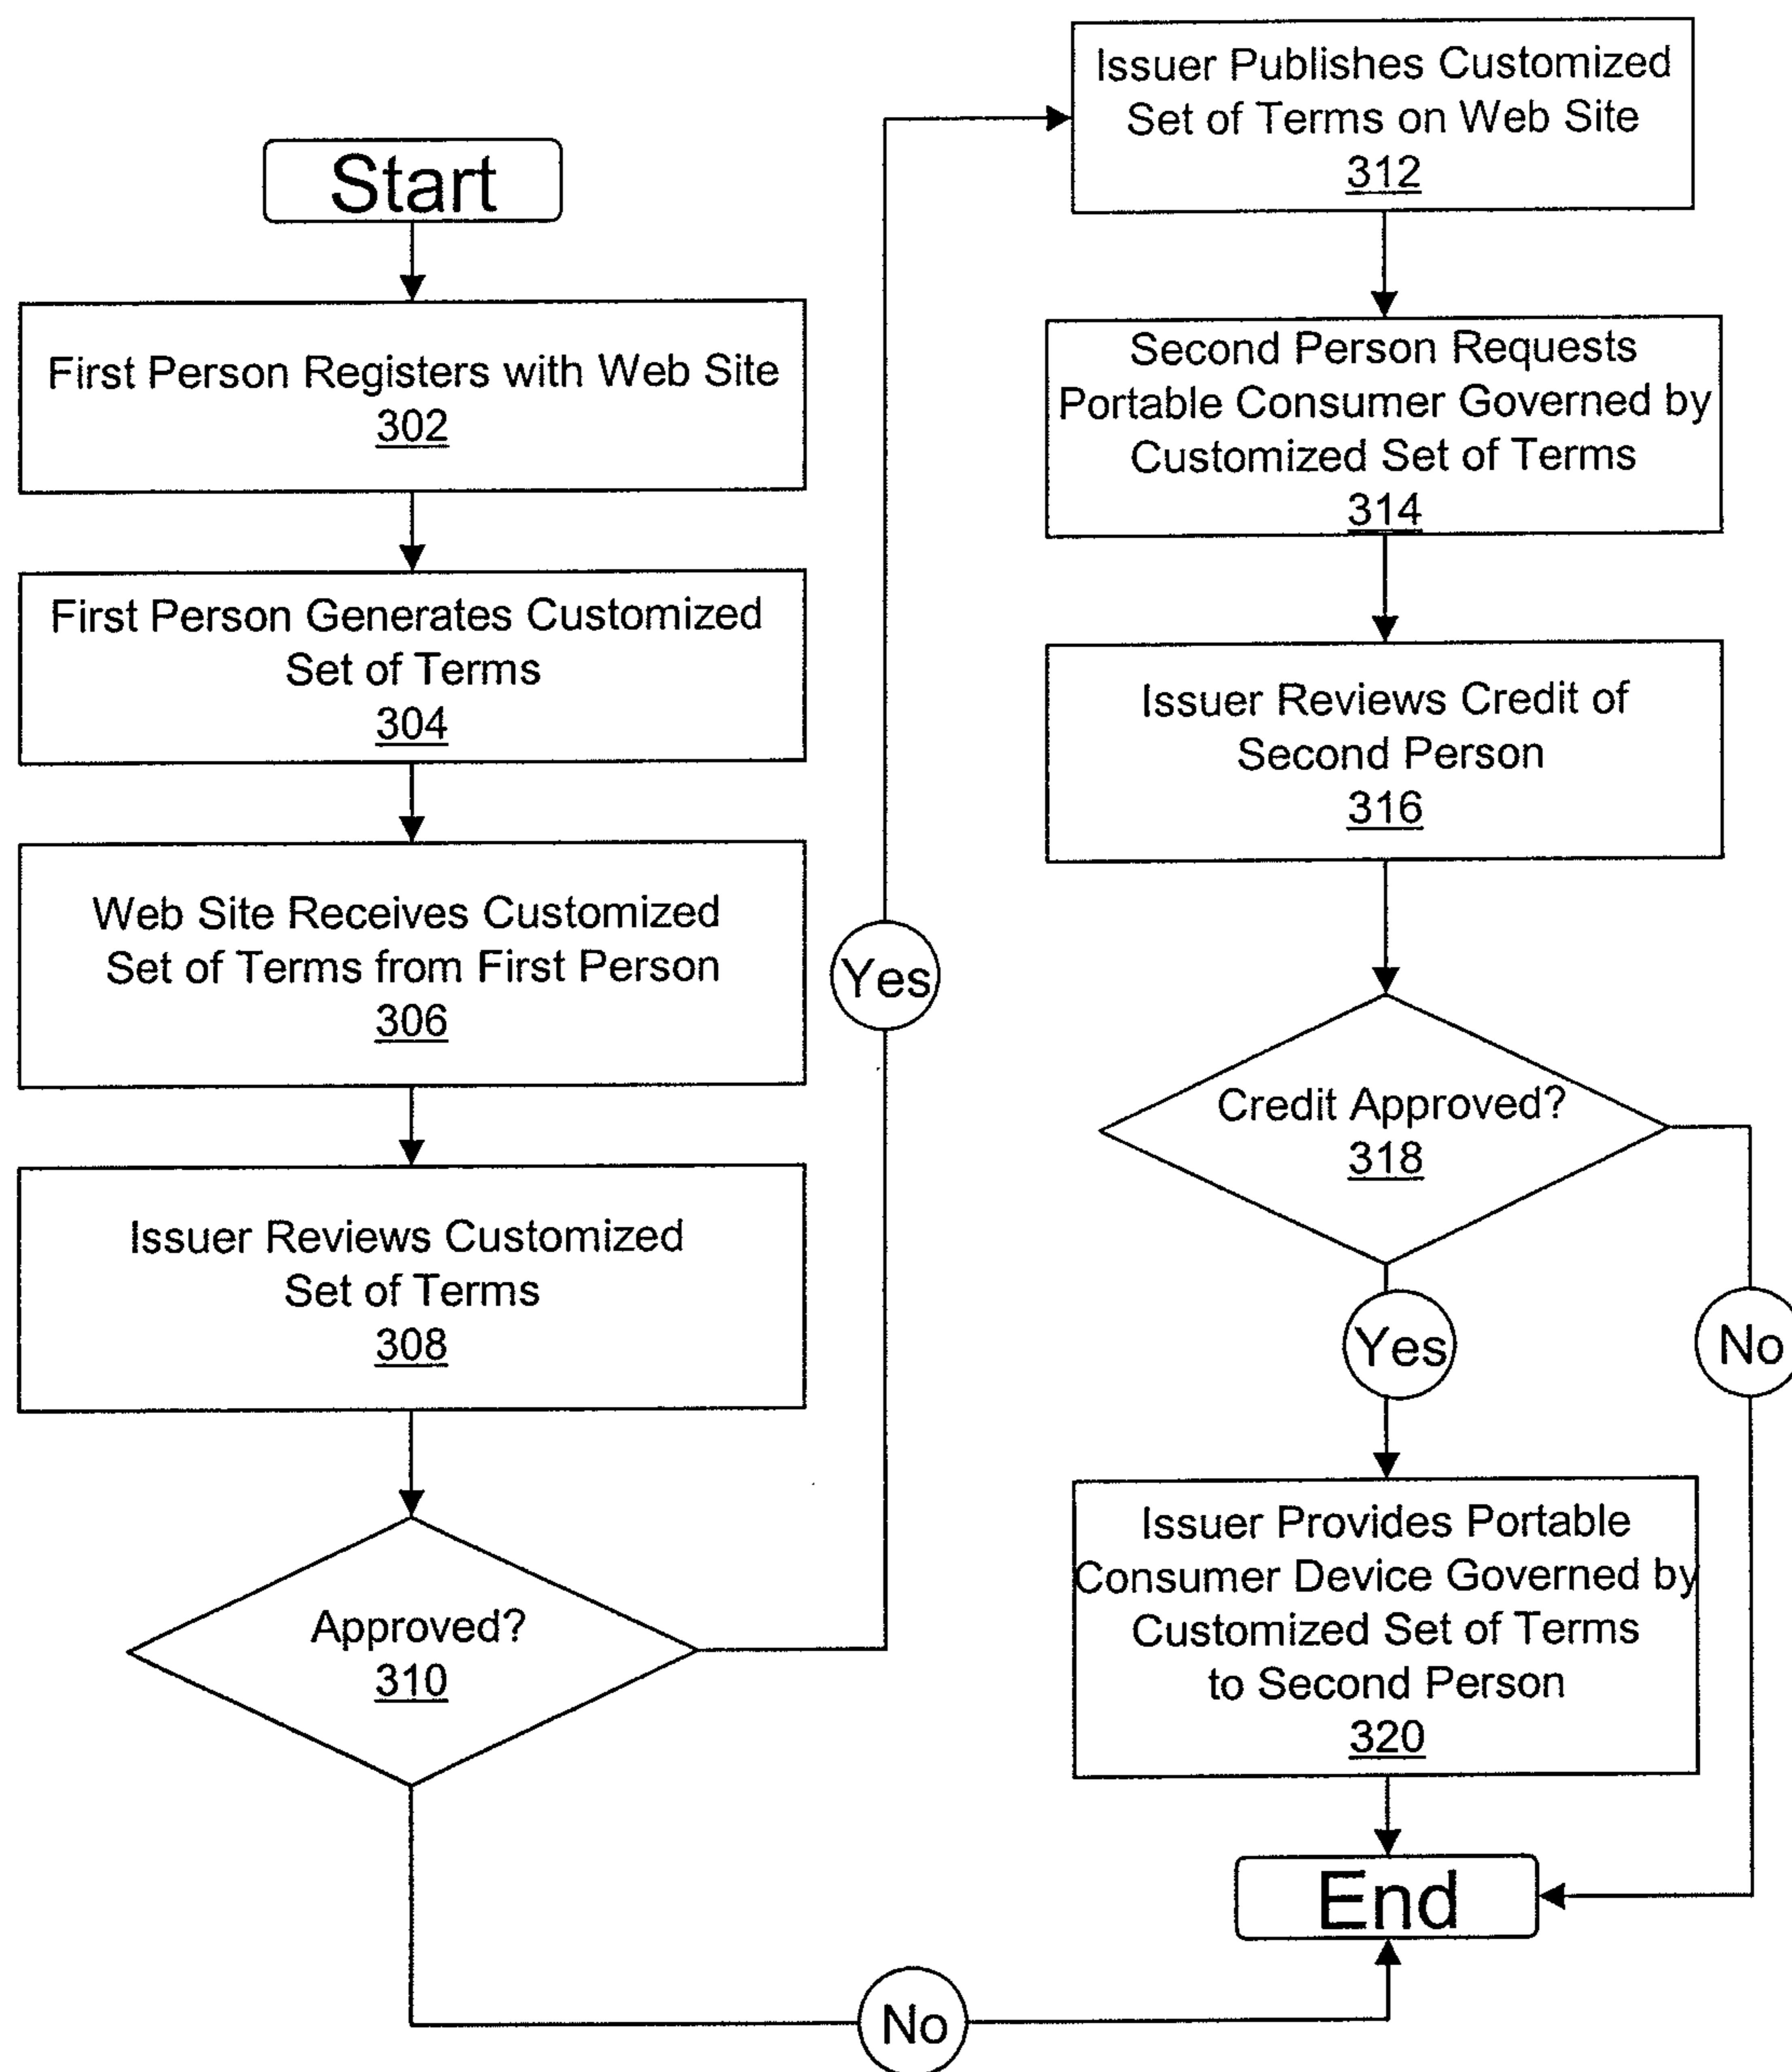 Start
First Person Registers with Web Site
302
First Person Generates Customized
Set of Terms
304
Web Site Receives Customized
Set of Terms from First Person
306
Issuer Reviews Customized
Set of Terms
308
Approved?
310
Yes
No
Issuer Publishes Customized
Set of Terms on Web Site
312
Second Person Requests
Portable Consumer Governed by
Customized Set of Terms
314
Issuer Reviews Credit of
Second Person
316
Credit Approved?
318
Yes
No
Issuer Provides Portable
Consumer Device Governed by
Customized Set of Terms
to Second Person
320
End